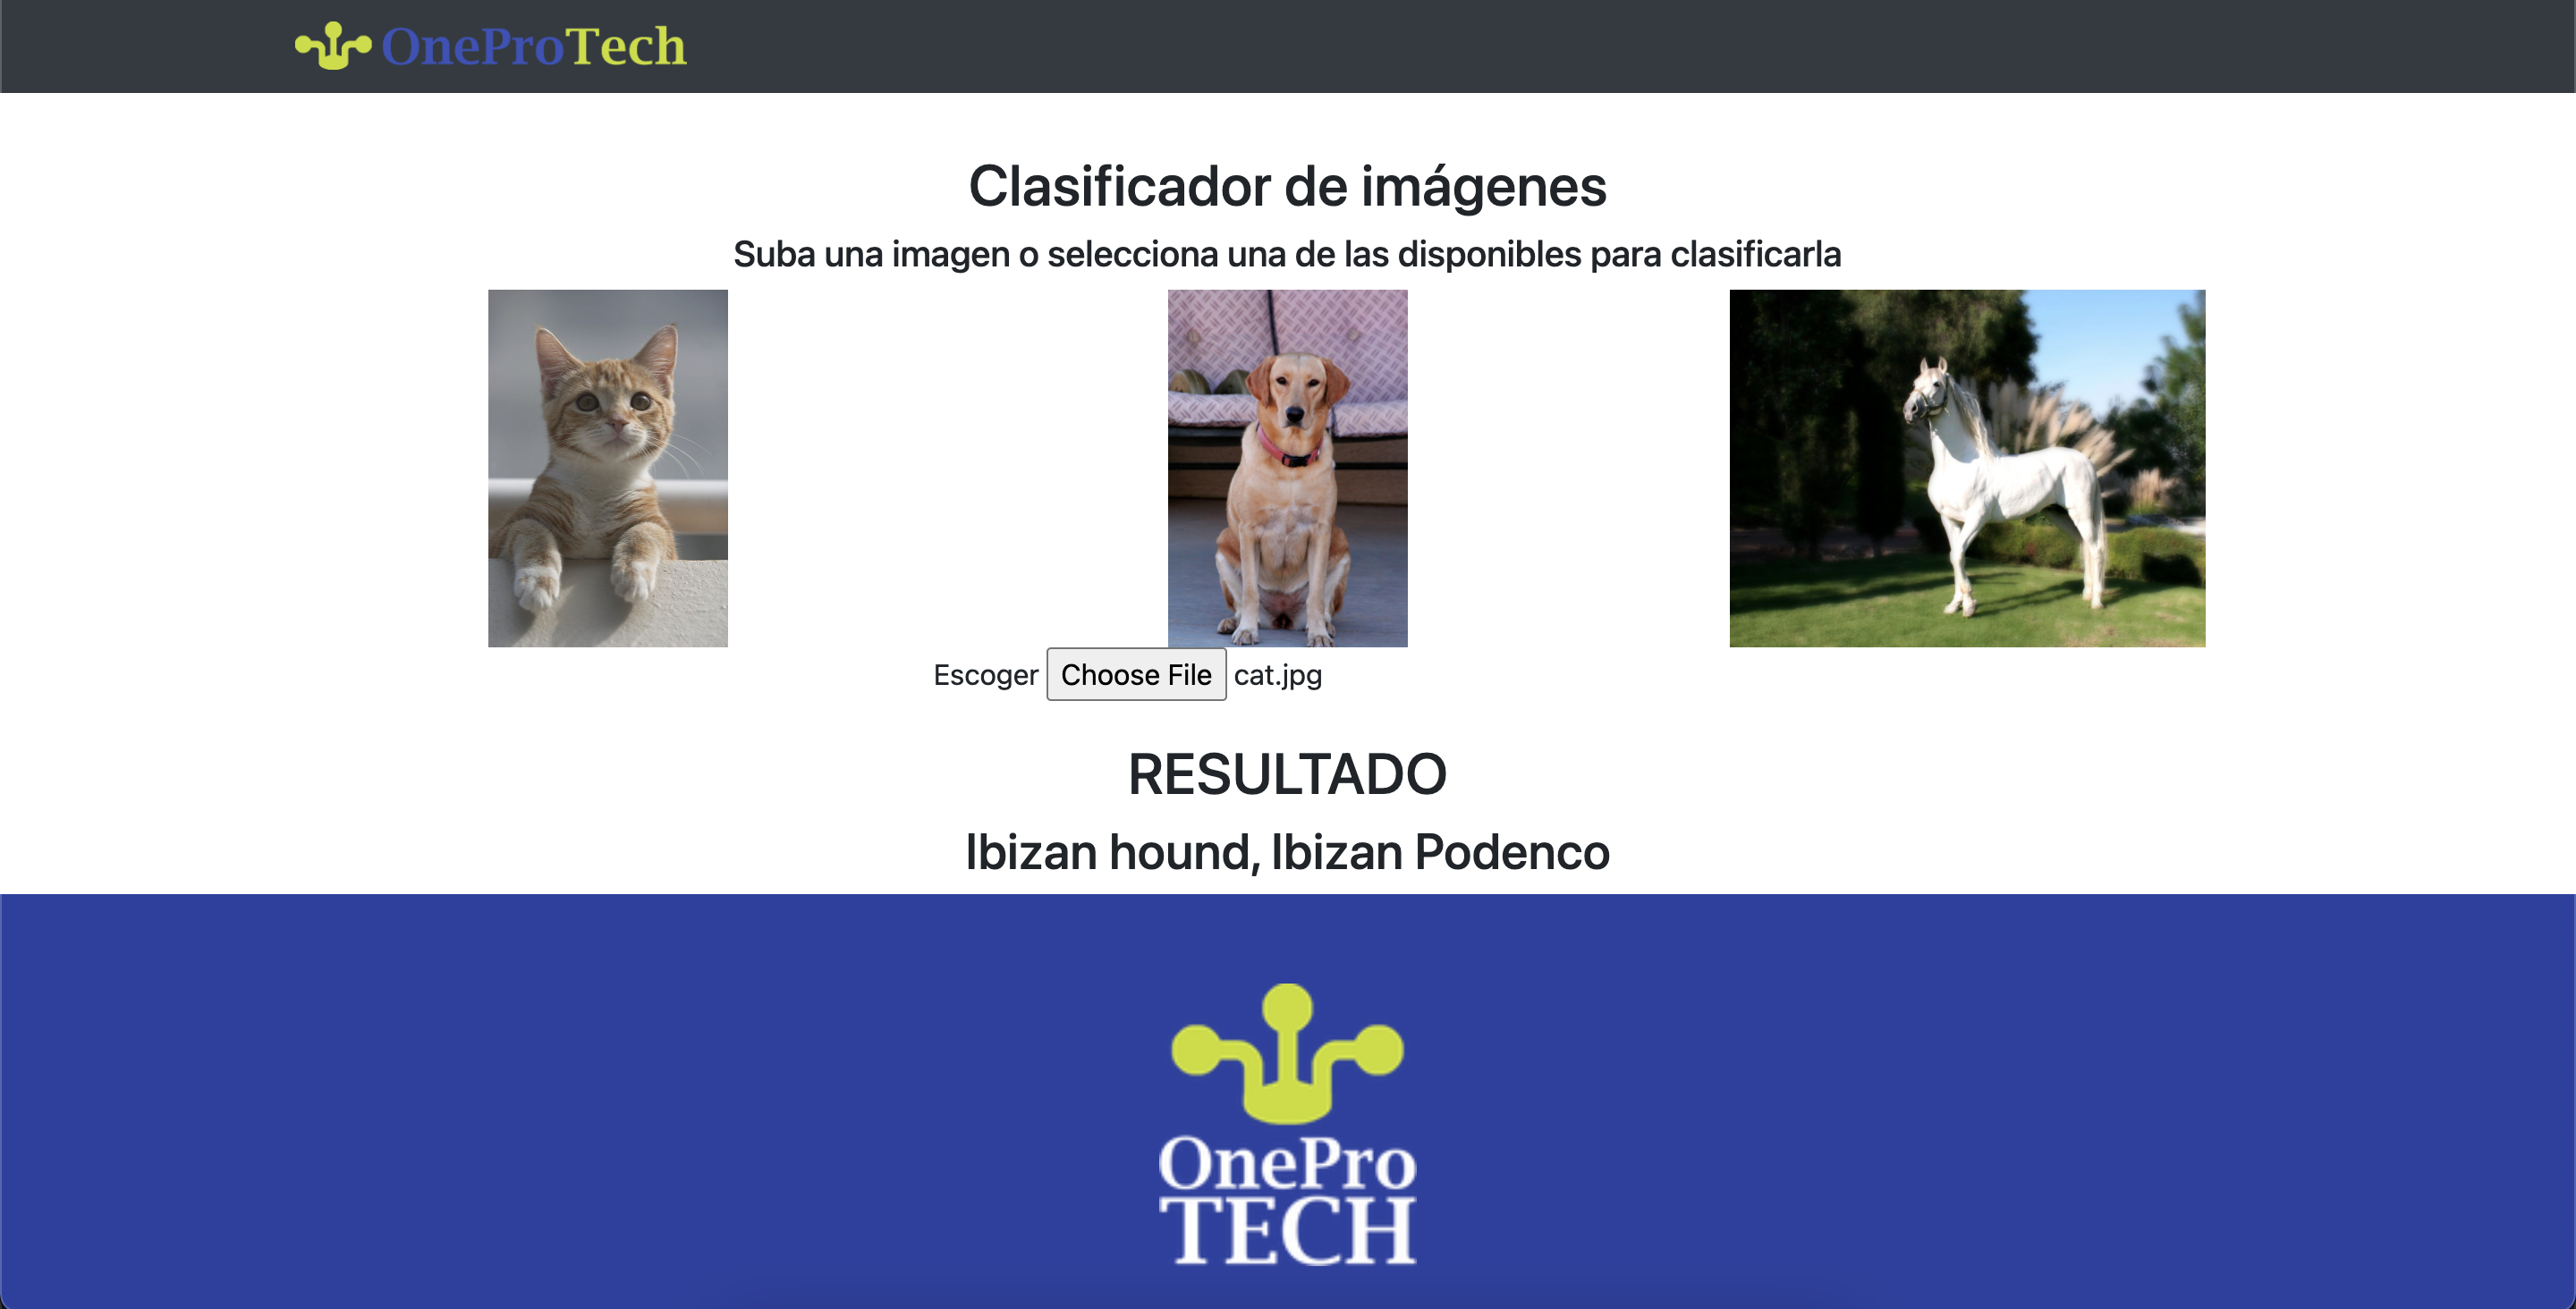 OneProTech
Clasificador de imágenes
Suba una imagen o selecciona una de las disponibles para clasificarla
Escoger Choose File cat.jpg
RESULTADO
Ibizan hound, Ibizan Podenco
OnePro
TECH